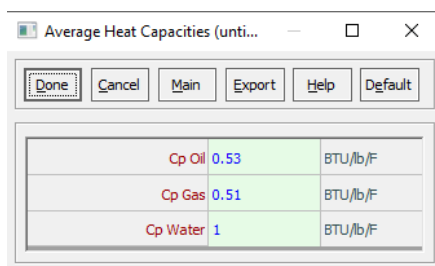 Average Heat Capacities (unti...
Done Cancel Main Export Help Default
Cp Oil 0.53 BTU/lb/F
Cp Gas 0.51 BTU/lb/F
Cp Water 1 BTU/lb/F